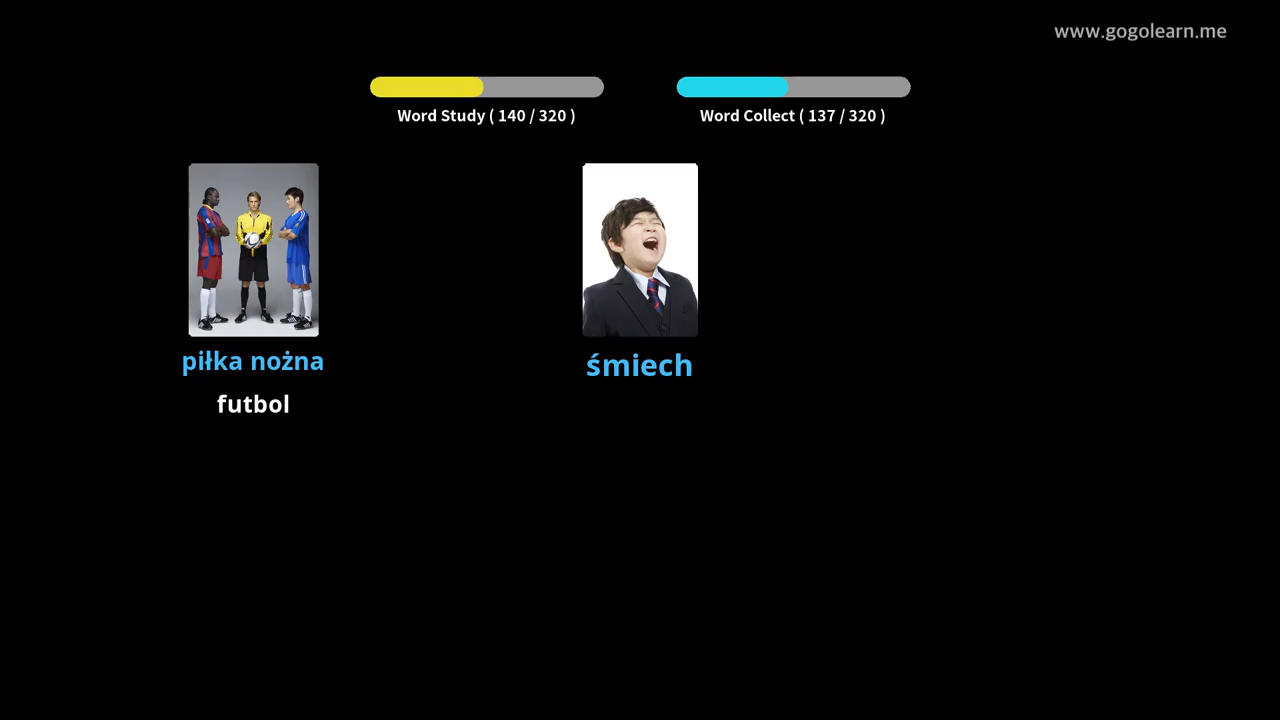 www.gogolearn.me
Word Study ( 140 / 320 )
Word Collect ( 137 / 320 )
piłka nożna
futbol
śmiech